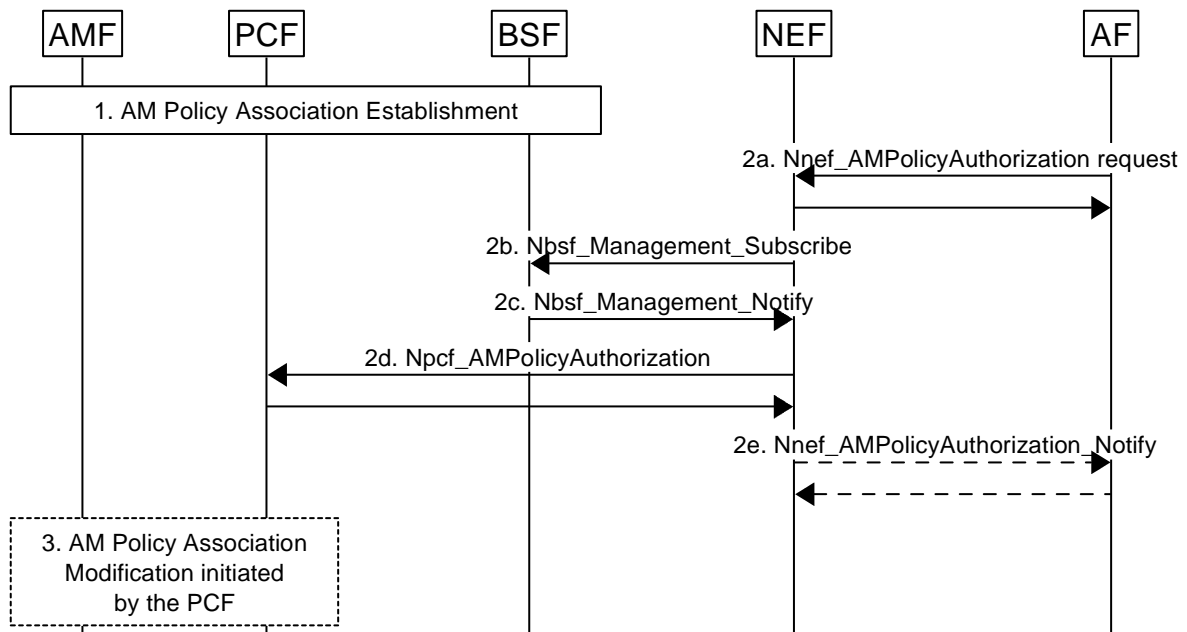 AMF PCF BSF NEF AF
1. AM Policy Association Establishment
2a. Nnef_AMPolicyAuthorization request
2b. Nbsf_Management_Subscribe
2c. Nbsf_Management_Notify
2d. Npcf_AMPolicyAuthorization
2e. Nnef_AMPolicyAuthorization_Notify
3. AM Policy Association
Modification initiated
by the PCF